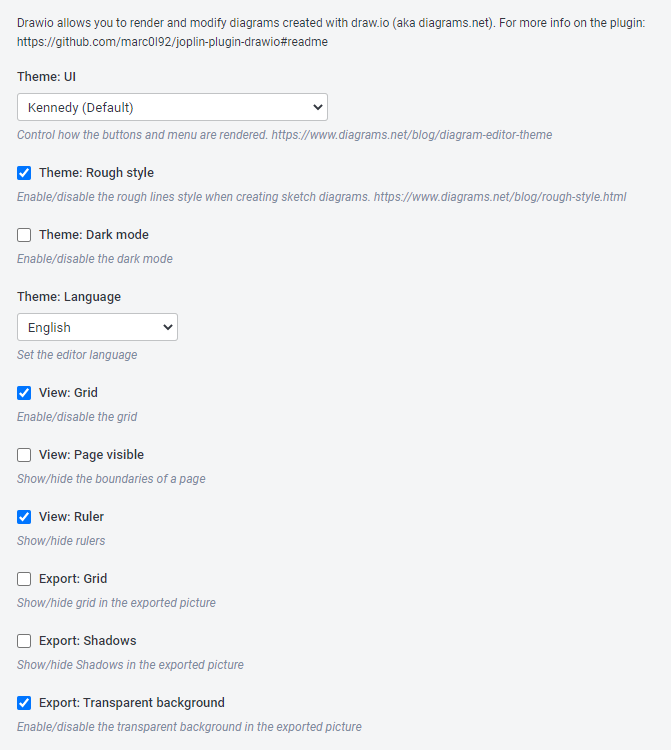 Drawio allows you to render and modify diagrams created with draw.io (aka diagrams.net). For more info on the plugin:
https://github.com/marc0l92/joplin-plugin-drawio#readme
Theme: UI
Kennedy (Default)
Control how the buttons and menu are rendered. https://www.diagrams.net/blog/diagram-editor-theme
Theme: Rough style
Enable/disable the rough lines style when creating sketch diagrams. https://www.diagrams.net/blog/rough-style.html
Theme: Dark mode
Enable/disable the dark mode
Theme: Language
English
Set the editor language
View: Grid
Enable/disable the grid
View: Page visible
Show/hide the boundaries of a page
View: Ruler
Show/hide rulers
Export: Grid
Show/hide grid in the exported picture
Export: Shadows
Show/hide Shadows in the exported picture
Export: Transparent background
Enable/disable the transparent background in the exported picture